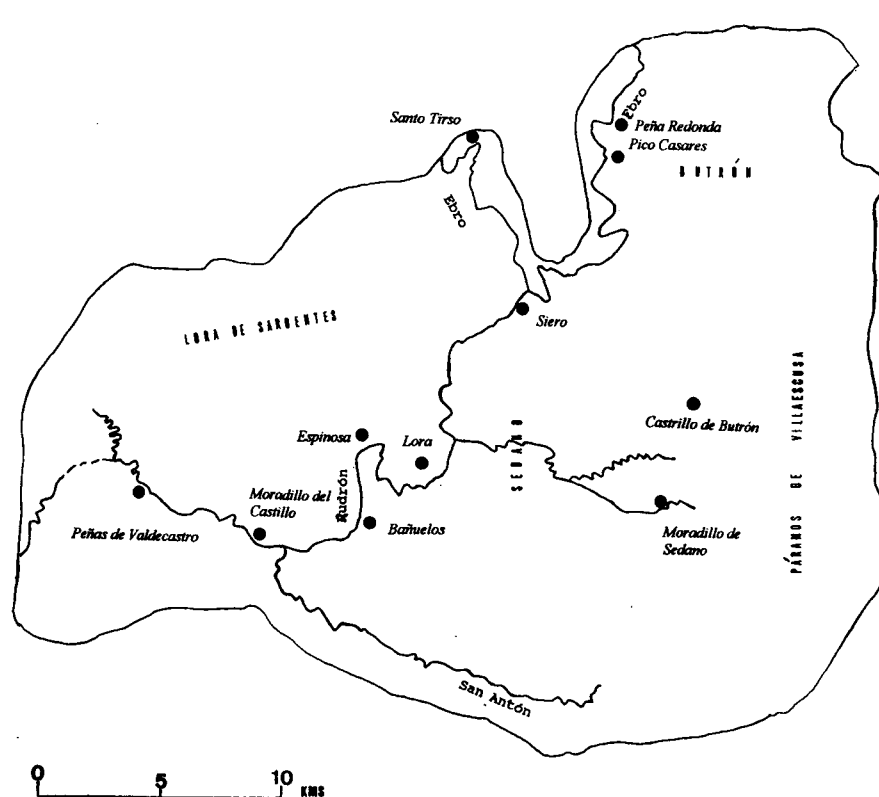 Santo Tirso
Ebro
Peña Redonda
Pico Casares
BUTRÓN
Ebro
Siero
LORA DE SARGENTES
PÁRAMOS DE VILLAESCUSA
Castrillo de Butrón
SEDANO
Espinosa
Lora
Rudrón
Moradillo del
Castillo
Peñas de Valdecastro
Bañuelos
Moradillo de
Sedano
San Antón
0 5 10 KMS